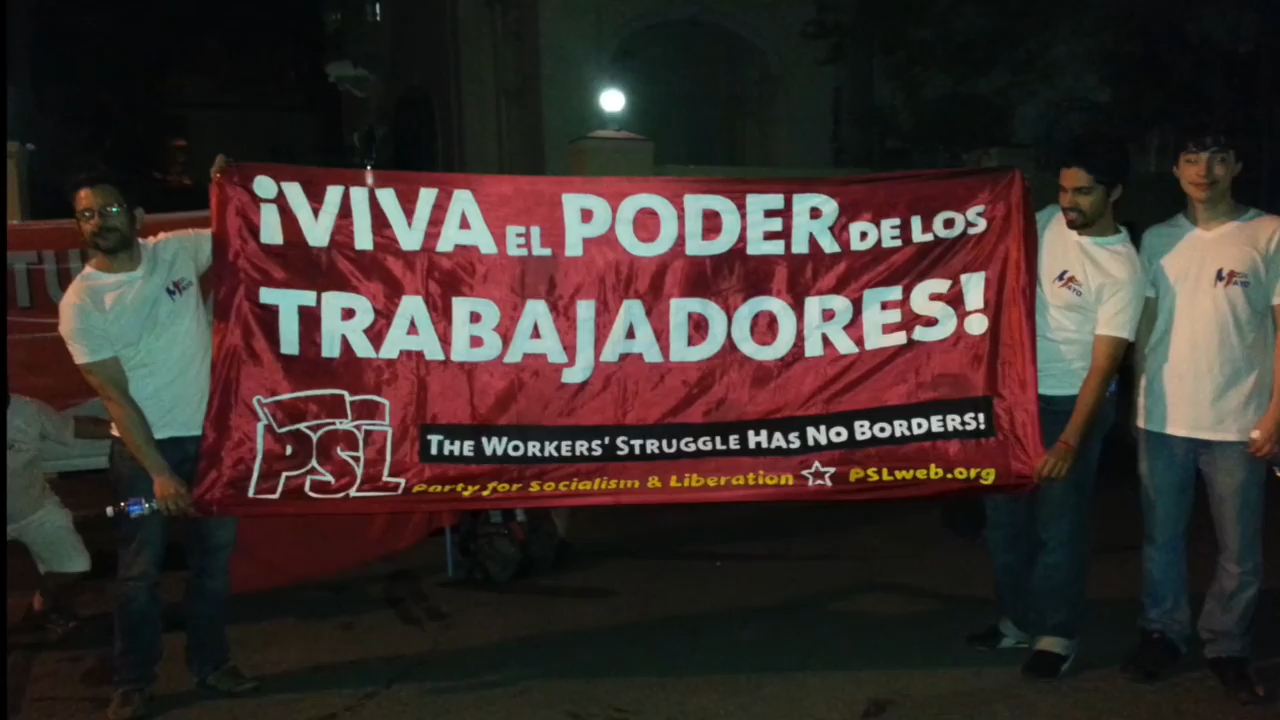 ¡VIVA EL PODER DE LOS
TRABAJADORES!
PSL
THE WORKERS' STRUGGLE HAS NO BORDERS!
Party for Socialism & Liberation ☆ PSLweb.org
TU